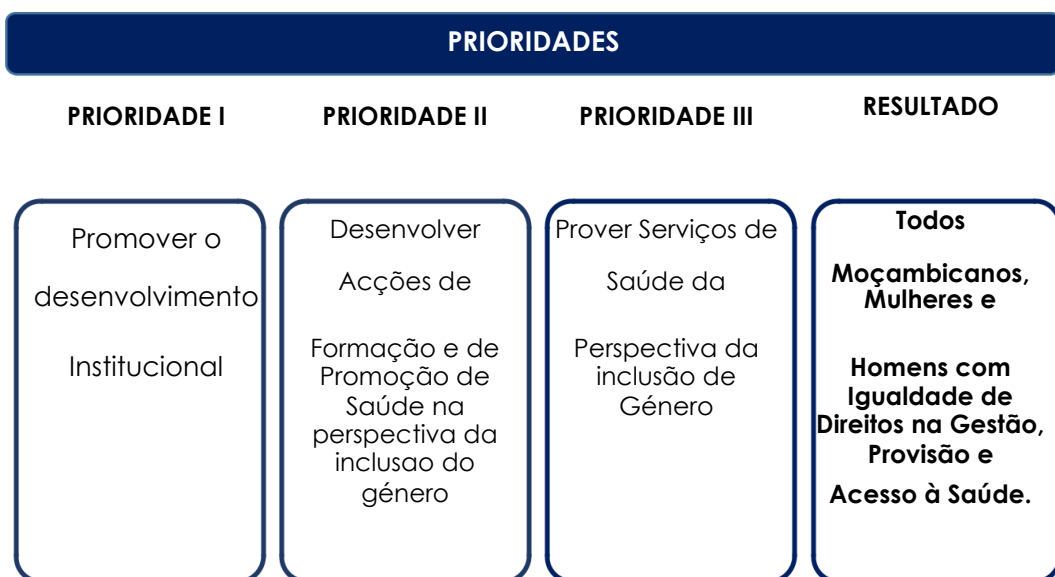 PRIORIDADES
PRIORIDADE I
PRIORIDADE II
PRIORIDADE III
RESULTADO
Promover o
desenvolvimento
Institucional
Desenvolver
Acções de
Formação e de
Promoção de
Saúde na
perspectiva da
inclusao do
género
Prover Serviços de
Saúde da
Perspectiva da
inclusão de
Género
Todos
Moçambicanos,
Mulheres e
Homens com
Igualdade de
Direitos na Gestão,
Provisão e
Acesso à Saúde.